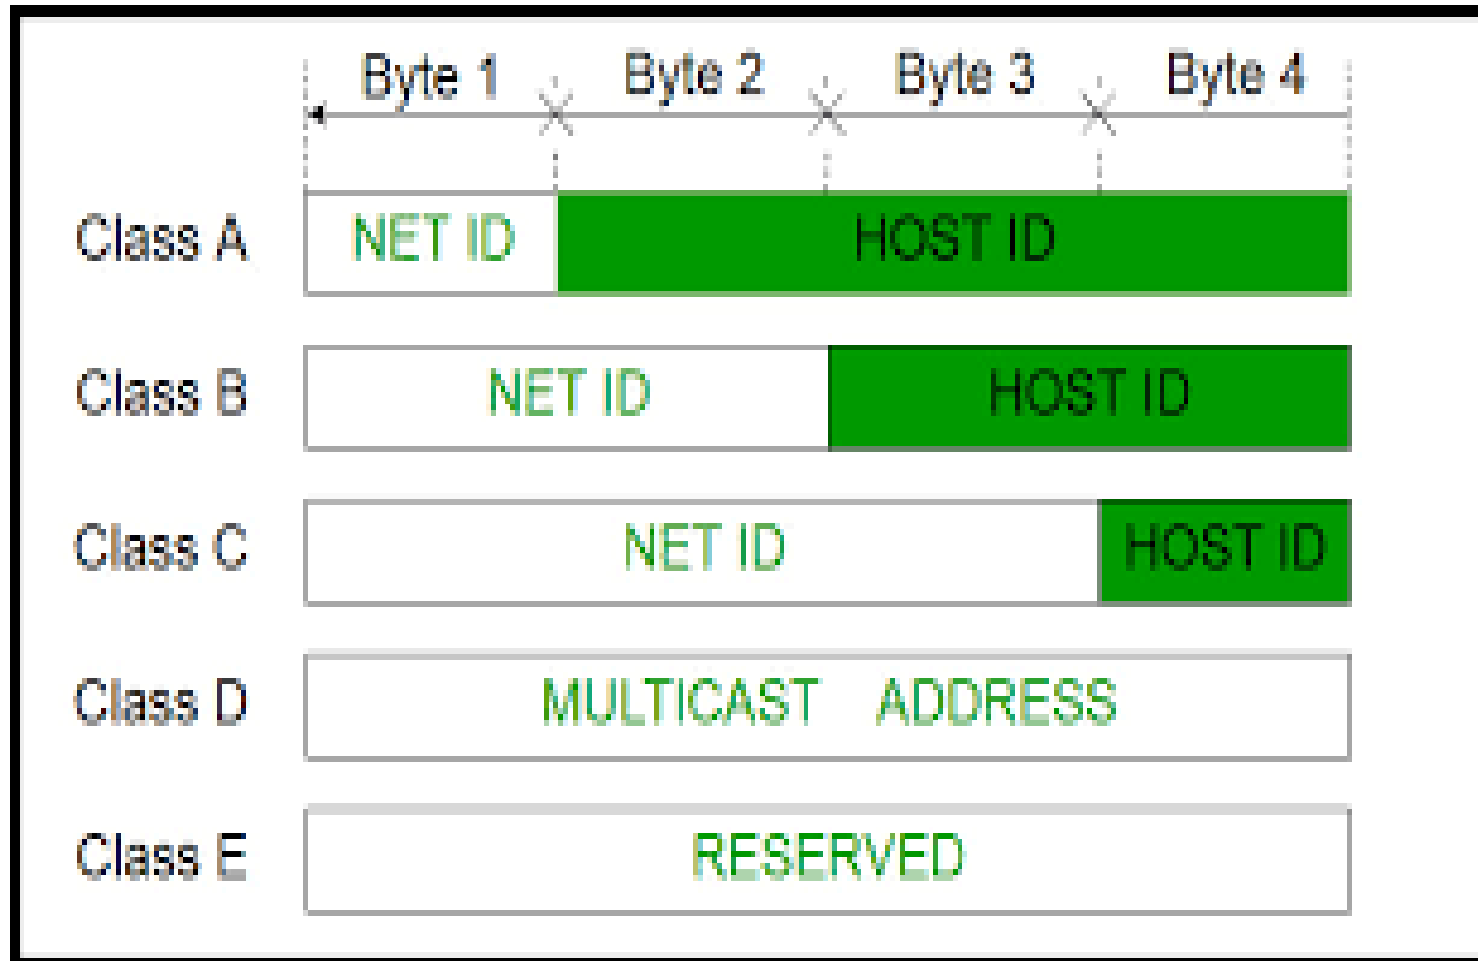 Byte 1 Byte 2 Byte 3 Byte 4
Class A NET ID HOST ID
Class B NET ID HOST ID
Class C NET ID HOST ID
Class D MULTICAST ADDRESS
Class E RESERVED